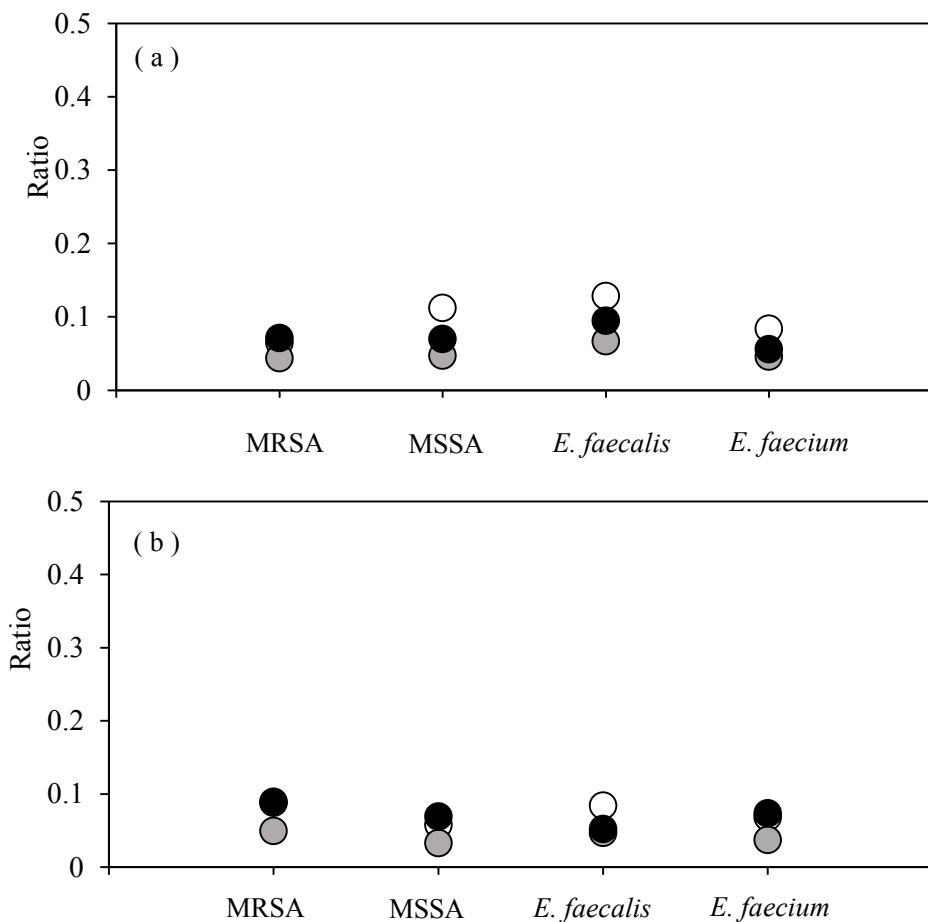 0.5
( a )
0.4
0.3
Ratio
0.2
0.1
0
MRSA MSSA E. faecalis E. faecium
0.5
( b )
0.4
0.3
Ratio
0.2
0.1
0
MRSA MSSA E. faecalis E. faecium